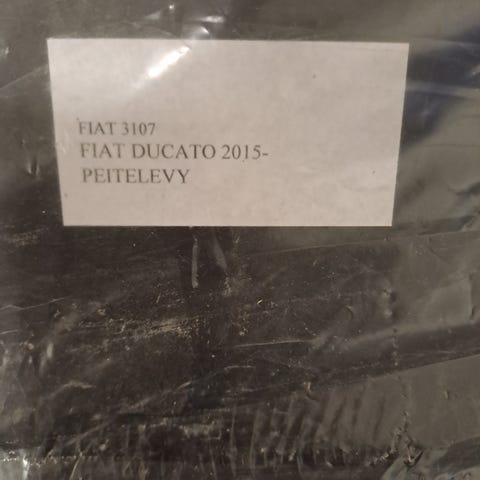 FIAT 3107
FIAT DUCATO 2015-
PEITELEVY